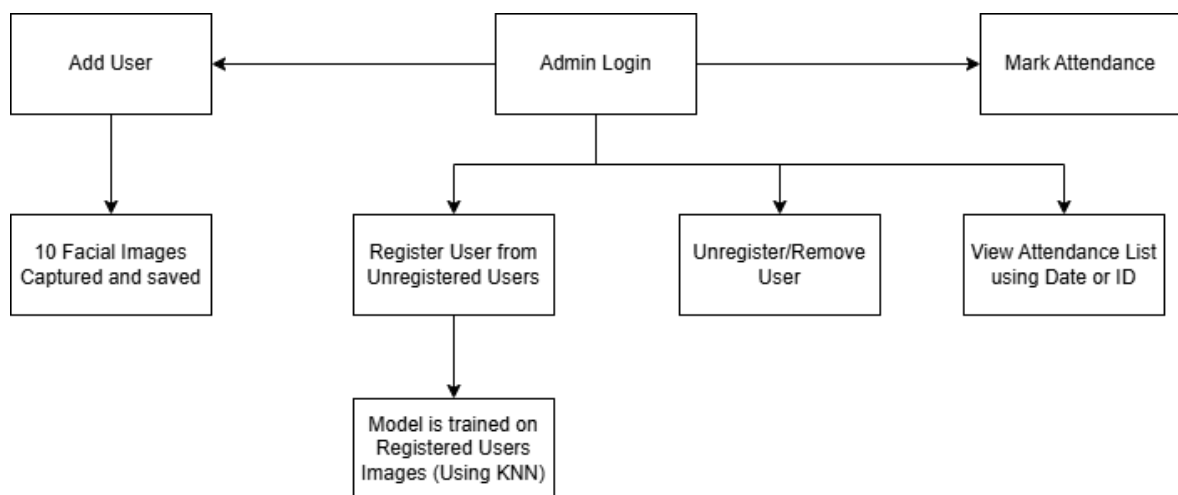 Add User
Admin Login
Mark Attendance
10 Facial Images
Captured and saved
Register User from
Unregistered Users
Unregister/Remove
User
View Attendance List
using Date or ID
Model is trained on
Registered Users
Images (Using KNN)